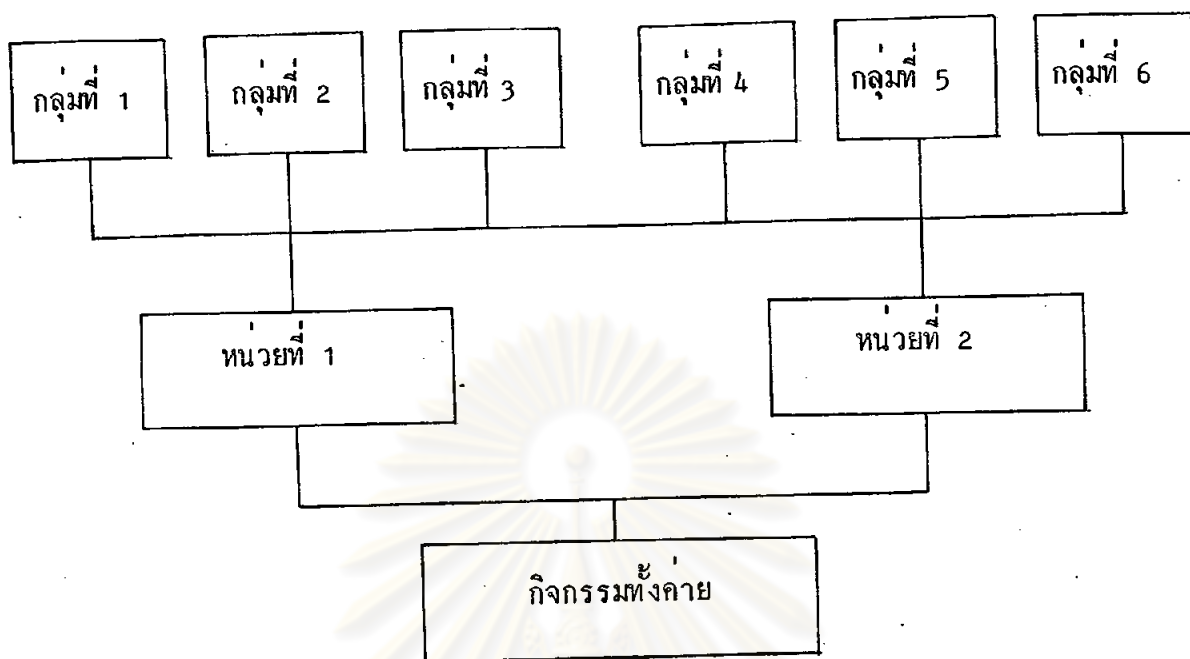 กลุ่มที่ 1
กลุ่มที่ 2
กลุ่มที่ 3
กลุ่มที่ 4
กลุ่มที่ 5
กลุ่มที่ 6
หน่วยที่ 1
หน่วยที่ 2
กิจกรรมทั้งค่าย